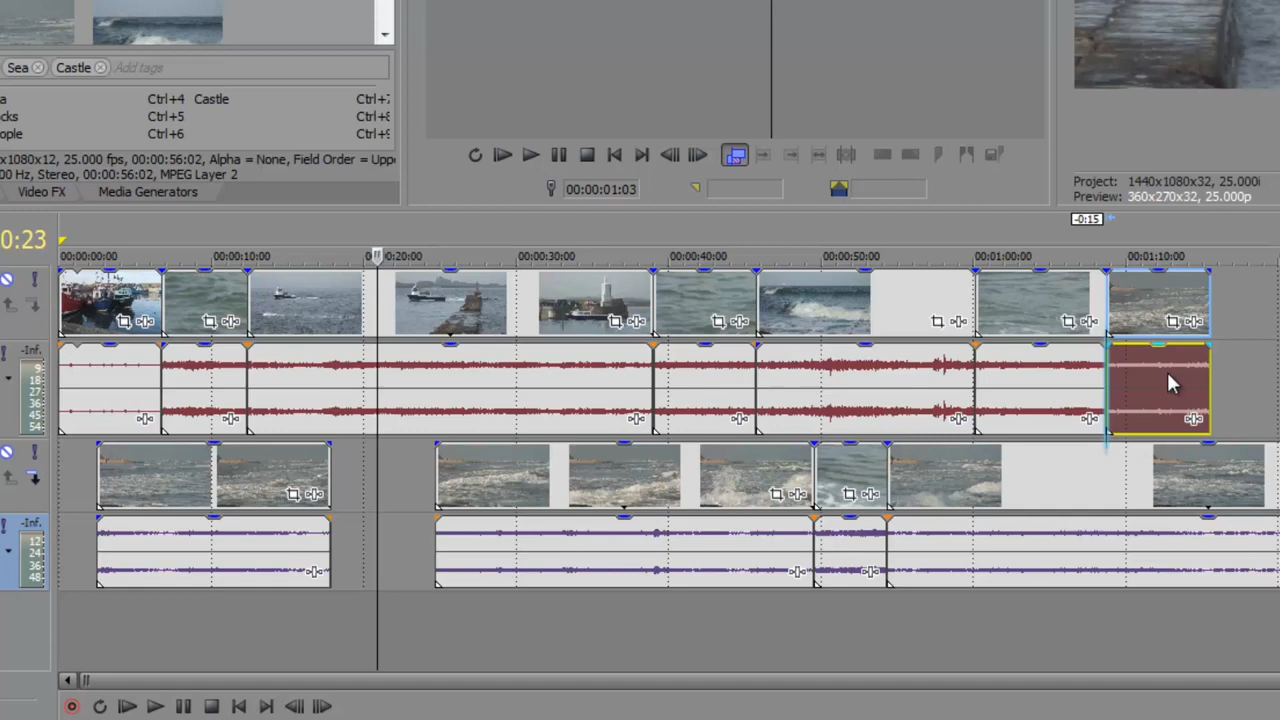 Sea Castle Add tags
a Ctrl+4 Castle Ctrl+7
cks Ctrl+5 Ctrl+8
ople Ctrl+6 Ctrl+9
x1080x12, 25.000 fps, 00:00:56:02, Alpha = None, Field Order = Uppe
00 Hz, Stereo, 00:00:56:02, MPEG Layer 2
Video FX Media Generators
00:00:01:03
Project: 1440x1080x32, 25.000i
Preview: 360x270x32, 25.000p
-0:15
0:23
00:00:00:00 00:00:10:00 0:20:00 00:00:30:00 00:00:40:00 00:00:50:00 00:01:00:00 00:01:10:00
-Inf.
9
18
27
36
45
54
-Inf.
12
24
36
48